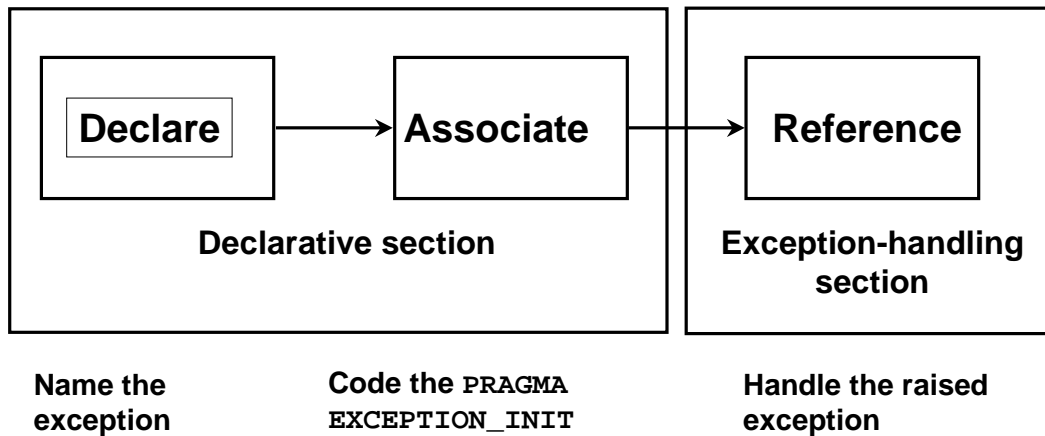 Declare
Associate
Reference
Declarative section
Exception-handling
section
Name the
exception
Code the PRAGMA
EXCEPTION_INIT
Handle the raised
exception